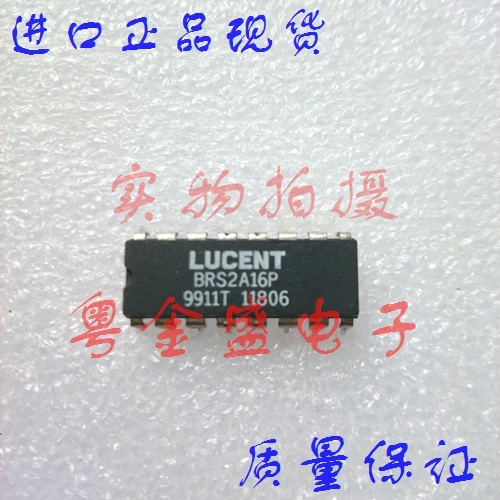 进口正品现货
实物拍摄
LUCENT
BRS2A16P
9911T 11806
粤金盛电子
质量保证